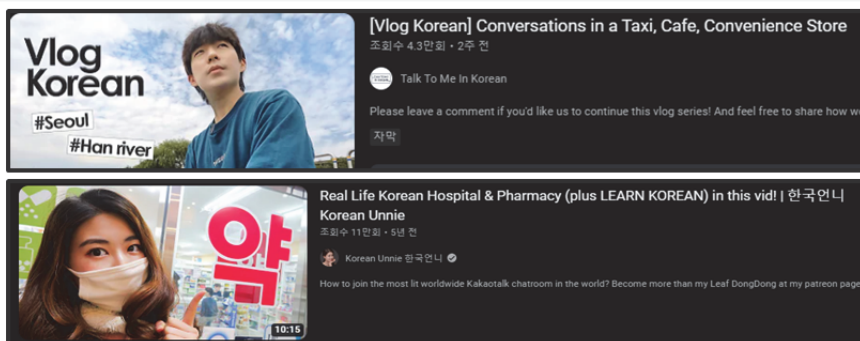 Vlog
Korean
#Seoul
#Han river
[Vlog Korean] Conversations in a Taxi, Cafe, Convenience Store
조회수 4.3만회 • 2주 전
Talk To Me In Korean
Please leave a comment if you'd like us to continue this vlog series! And feel free to share how
자막
약
10:15
Real Life Korean Hospital & Pharmacy (plus LEARN KOREAN) in this vid! | 한국언니
Korean Unnie
조회수 11만회 • 5년 전
Korean Unnie 한국언니
How to join the most lit worldwide Kakaotalk chatroom in the world? Become more than my Leaf DongDong at my patreon page